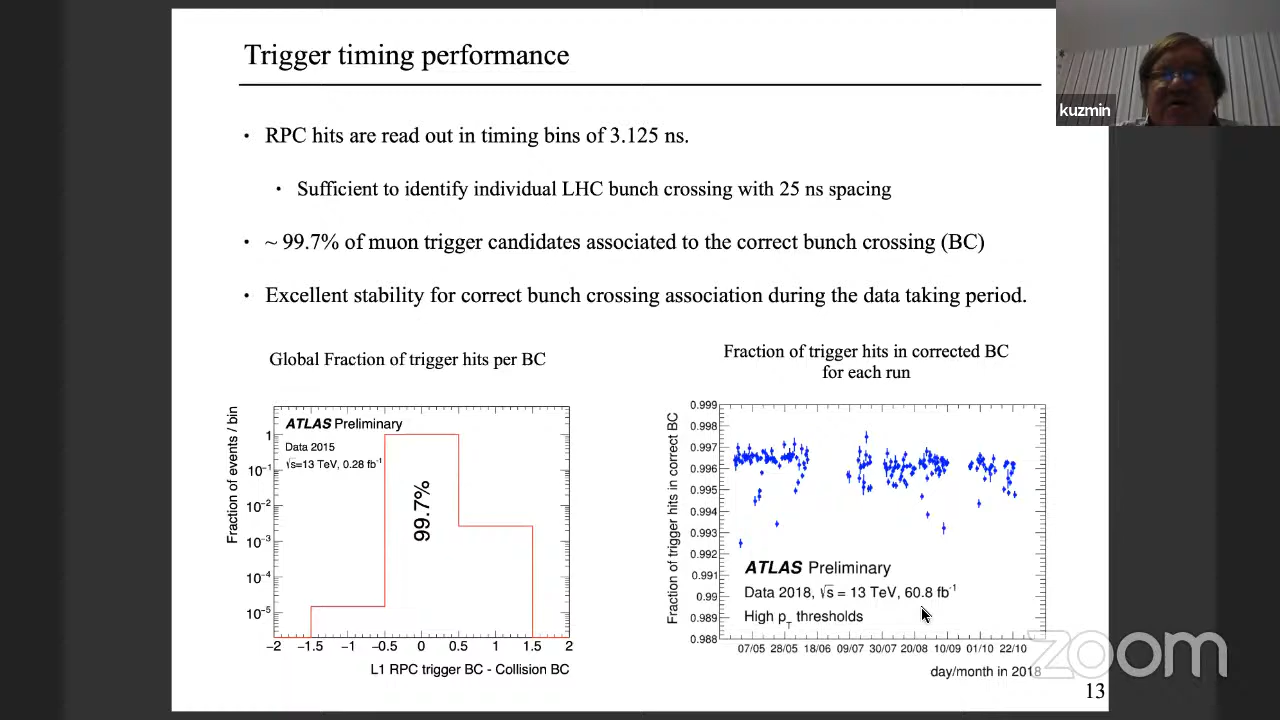 Trigger timing performance
kuzmin
• RPC hits are read out in timing bins of 3.125 ns.
• Sufficient to identify individual LHC bunch crossing with 25 ns spacing
• ~ 99.7% of muon trigger candidates associated to the correct bunch crossing (BC)
• Excellent stability for correct bunch crossing association during the data taking period.
Global Fraction of trigger hits per BC
Fraction of events / bin
ATLAS Preliminary
Data 2015
√s=13 TeV, 0.28 fb⁻¹
99.7%
1
10⁻¹
10⁻²
10⁻³
10⁻⁴
10⁻⁵
−2 −1.5 −1 −0.5 0 0.5 1 1.5 2
L1 RPC trigger BC - Collision BC
Fraction of trigger hits in corrected BC
for each run
Fraction of trigger hits in correct BC
0.999
0.998
0.997
0.996
0.995
0.994
0.993
0.992
0.991
0.99
0.989
0.988
ATLAS Preliminary
Data 2018, √s = 13 TeV, 60.8 fb⁻¹
High p_T thresholds
07/05 28/05 18/06 09/07 30/07 20/08 10/09 01/10 22/10
day/month in 2018
zoom
13